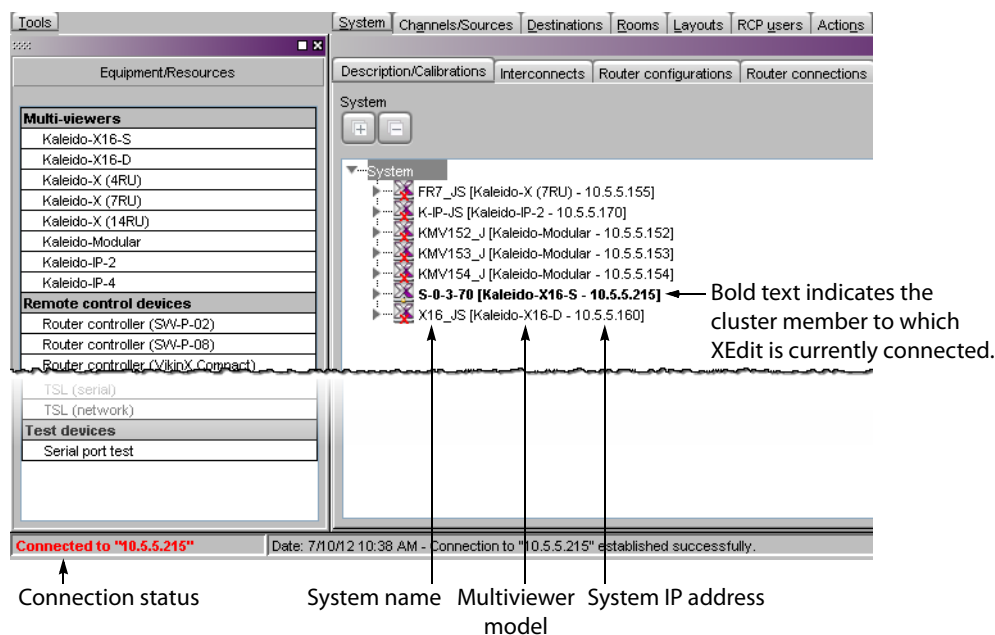 Tools
System Channels/Sources Destinations Rooms Layouts RCP users Actions
Equipment/Resources
Description/Calibrations Interconnects Router configurations Router connections
System
Multi-viewers
Kaleido-X16-S
Kaleido-X16-D
Kaleido-X (4RU)
Kaleido-X (7RU)
Kaleido-X (14RU)
Kaleido-Modular
Kaleido-IP-2
Kaleido-IP-4
Remote control devices
Router controller (SW-P-02)
Router controller (SW-P-08)
Router controller (VikinX Compact)
TSL (serial)
TSL (network)
Test devices
Serial port test
System
FR7_JS [Kaleido-X (7RU) - 10.5.5.155]
K-IP-JS [Kaleido-IP-2 - 10.5.5.170]
KMV152_J [Kaleido-Modular - 10.5.5.152]
KMV153_J [Kaleido-Modular - 10.5.5.153]
KMV154_J [Kaleido-Modular - 10.5.5.154]
S-0-3-70 [Kaleido-X16-S - 10.5.5.215]
X16_JS [Kaleido-X16-D - 10.5.5.160]
Bold text indicates the
cluster member to which
XEdit is currently connected.
Connected to "10.5.5.215"
Date: 7/10/12 10:38 AM - Connection to "10.5.5.215" established successfully.
Connection status
System name
Multiviewer
model
System IP address